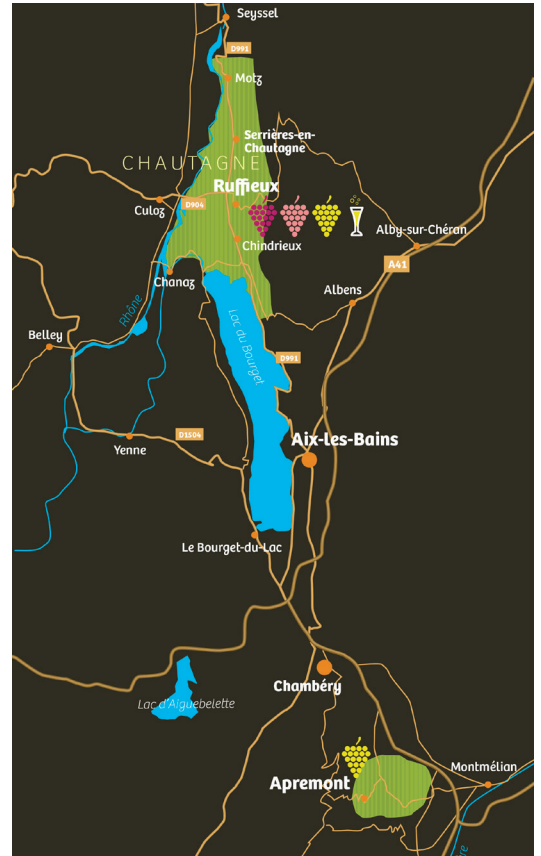 Seyssel
D991
Motz
Serrières-en-
Chautagne
CHAUTAGNE
Ruffieux
Culoz
D904
Alby-sur-Chéran
Chindrieux
A41
Chanaz
Albens
Rhône
Lac du Bourget
Belley
D991
D1504
Aix-les-Bains
Yenne
Le Bourget-du-Lac
Chambéry
Lac d'Aiguebelette
Montmélian
Apremont